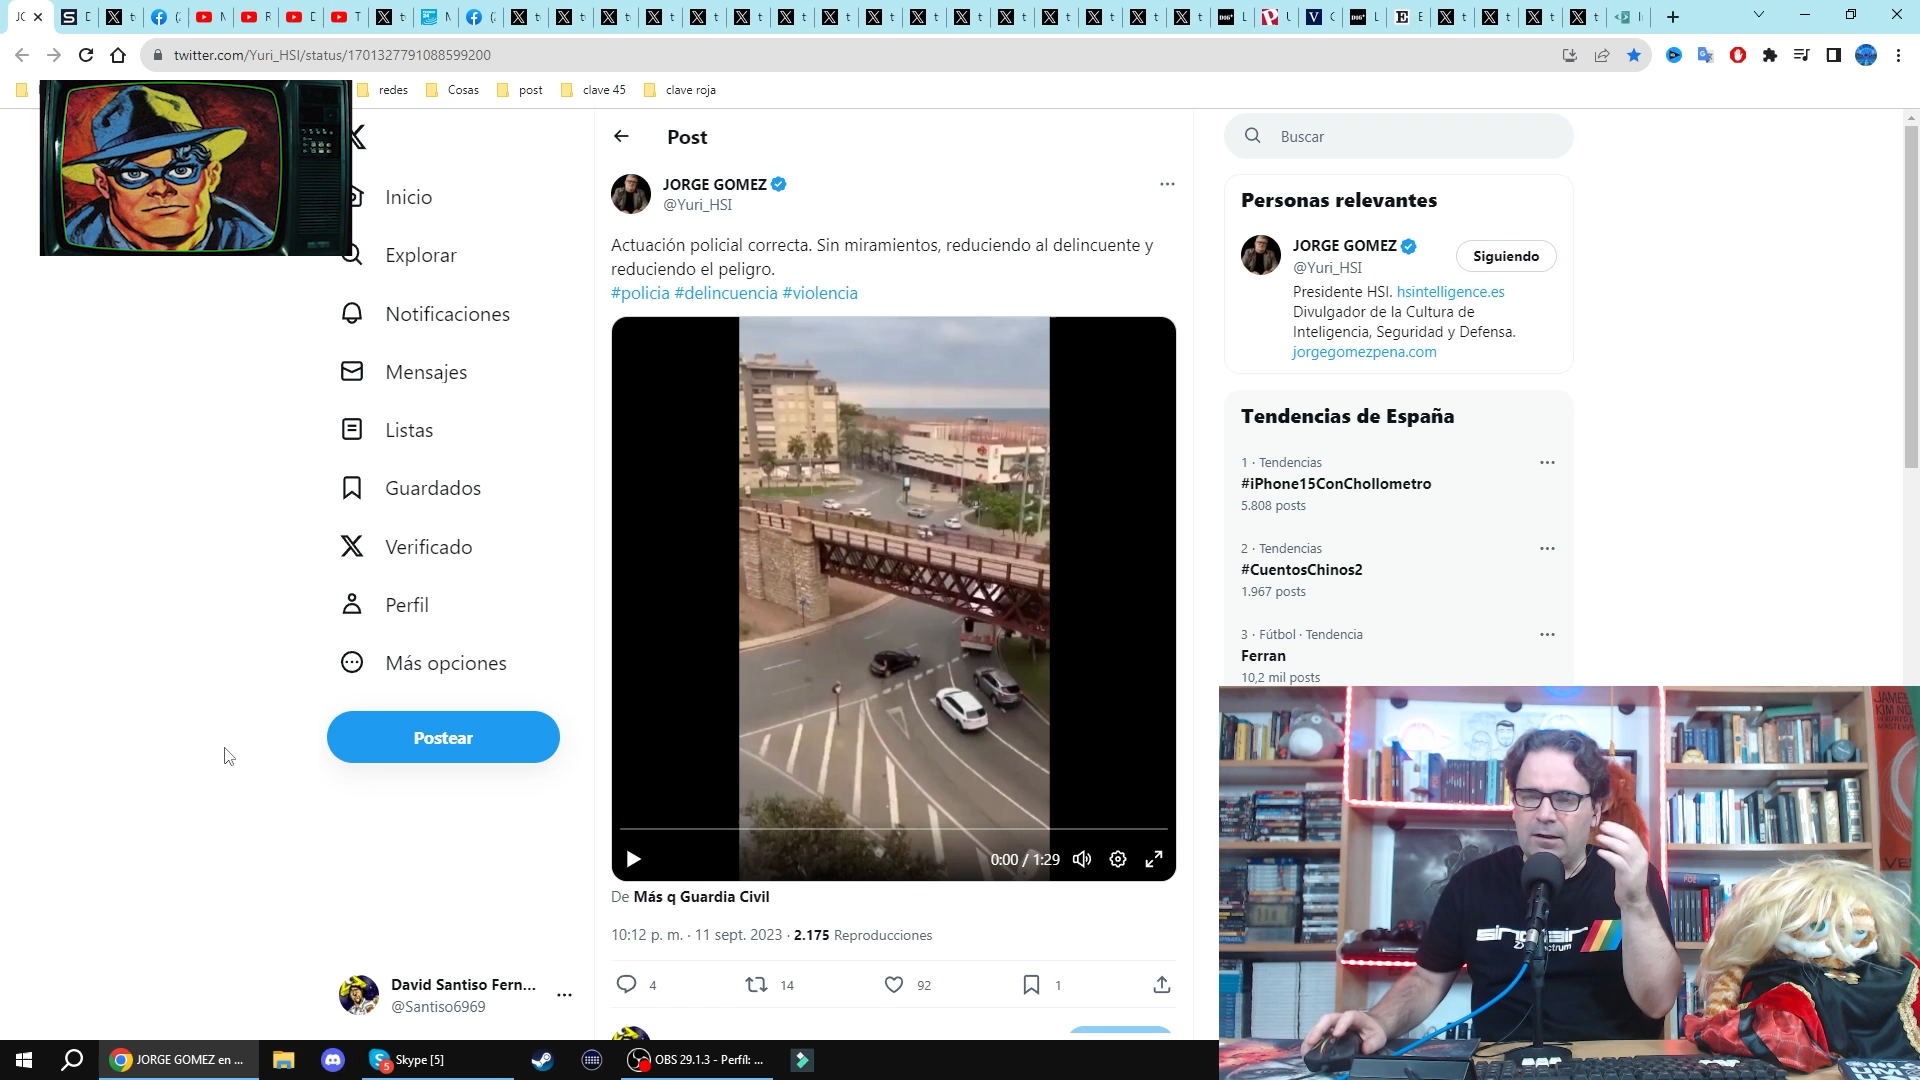 twitter.com/Yuri_HSI/status/1701327791088599200
redes
Cosas
post
clave 45
clave roja
Inicio
Explorar
Notificaciones
Mensajes
Listas
Guardados
Verificado
Perfil
Más opciones
Postear
David Santiso Fern...
@Santiso6969
Post
JORGE GOMEZ
@Yuri_HSI
Actuación policial correcta. Sin miramientos, reduciendo al delincuente y
reduciendo el peligro.
#policia #delincuencia #violencia
0:00 / 1:29
De Más q Guardia Civil
10:12 p. m. · 11 sept. 2023 · 2.175 Reproducciones
4
14
92
1
Buscar
Personas relevantes
JORGE GOMEZ
@Yuri_HSI
Siguiendo
Presidente HSI. hsintelligence.es
Divulgador de la Cultura de
Inteligencia, Seguridad y Defensa.
jorgegomezpena.com
Tendencias de España
1 · Tendencias
#iPhone15ConChollometro
5.808 posts
2 · Tendencias
#CuentosChinos2
1.967 posts
3 · Fútbol · Tendencia
Ferran
10,2 mil posts
sinclair
JORGE GOMEZ en ...
Skype [5]
OBS 29.1.3 - Perfil: ...